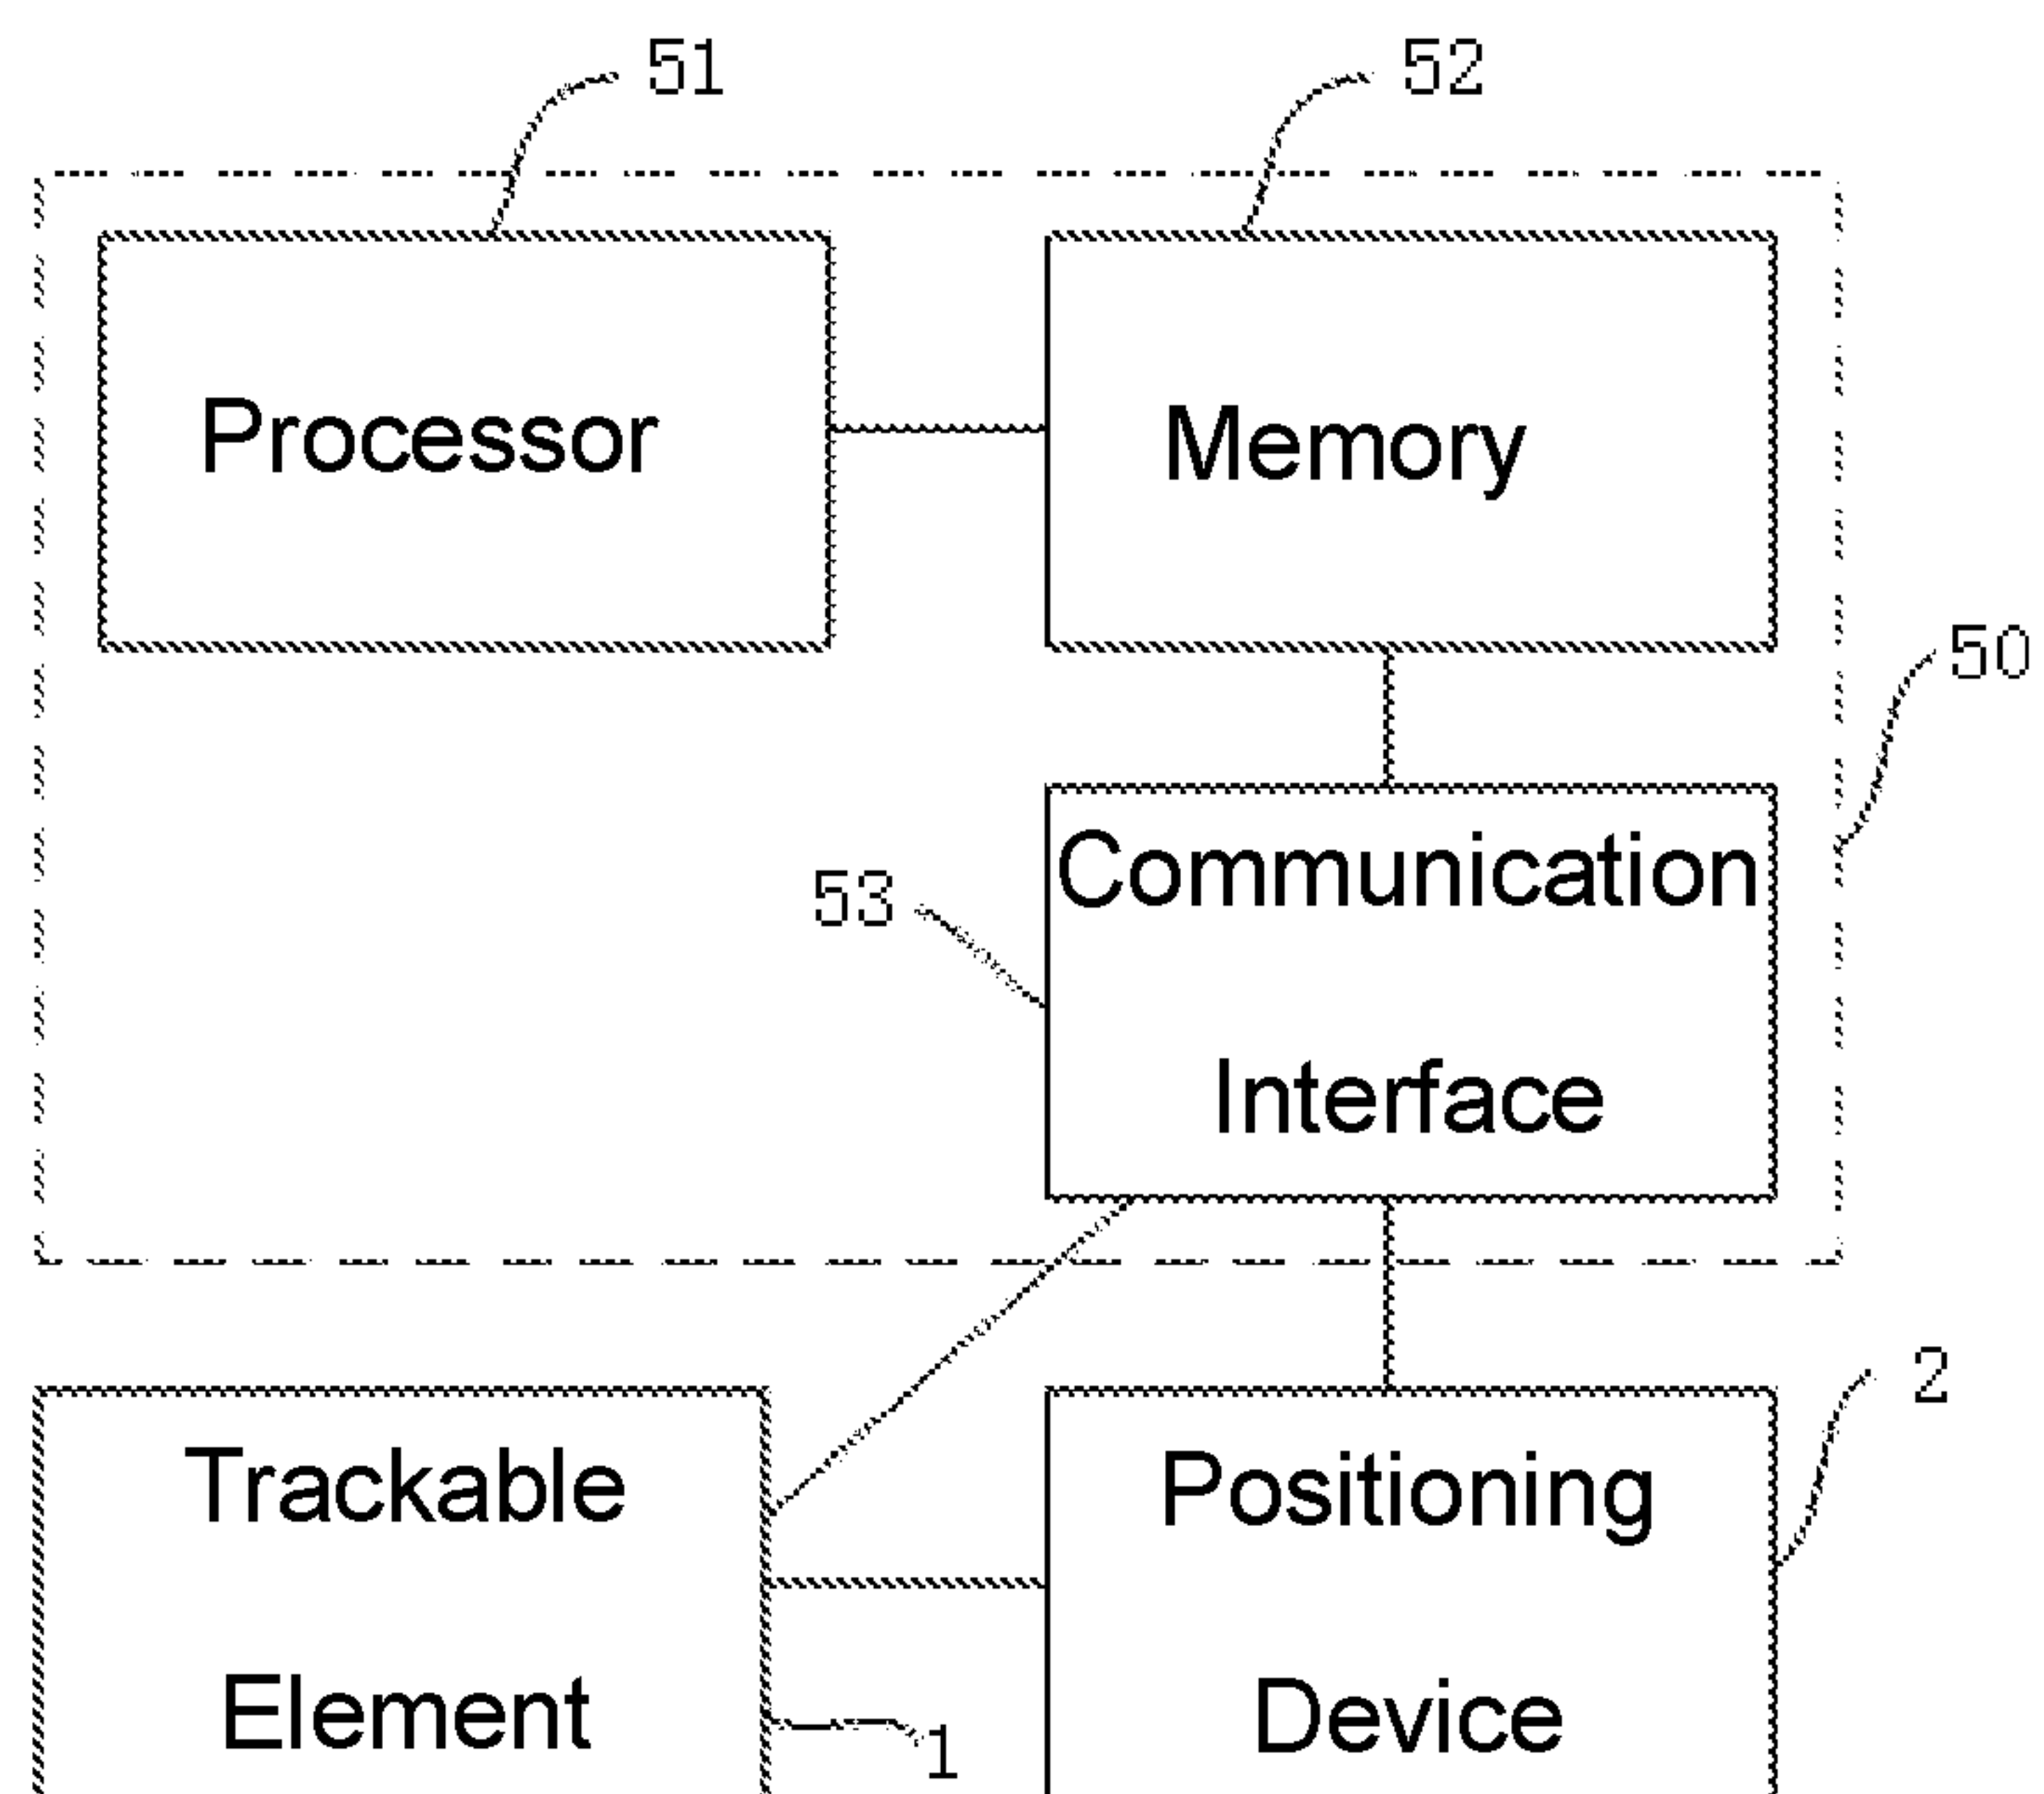 51
52
Processor
Memory
50
Communication
53
Interface
2
Trackable
Positioning
Element
Device
1